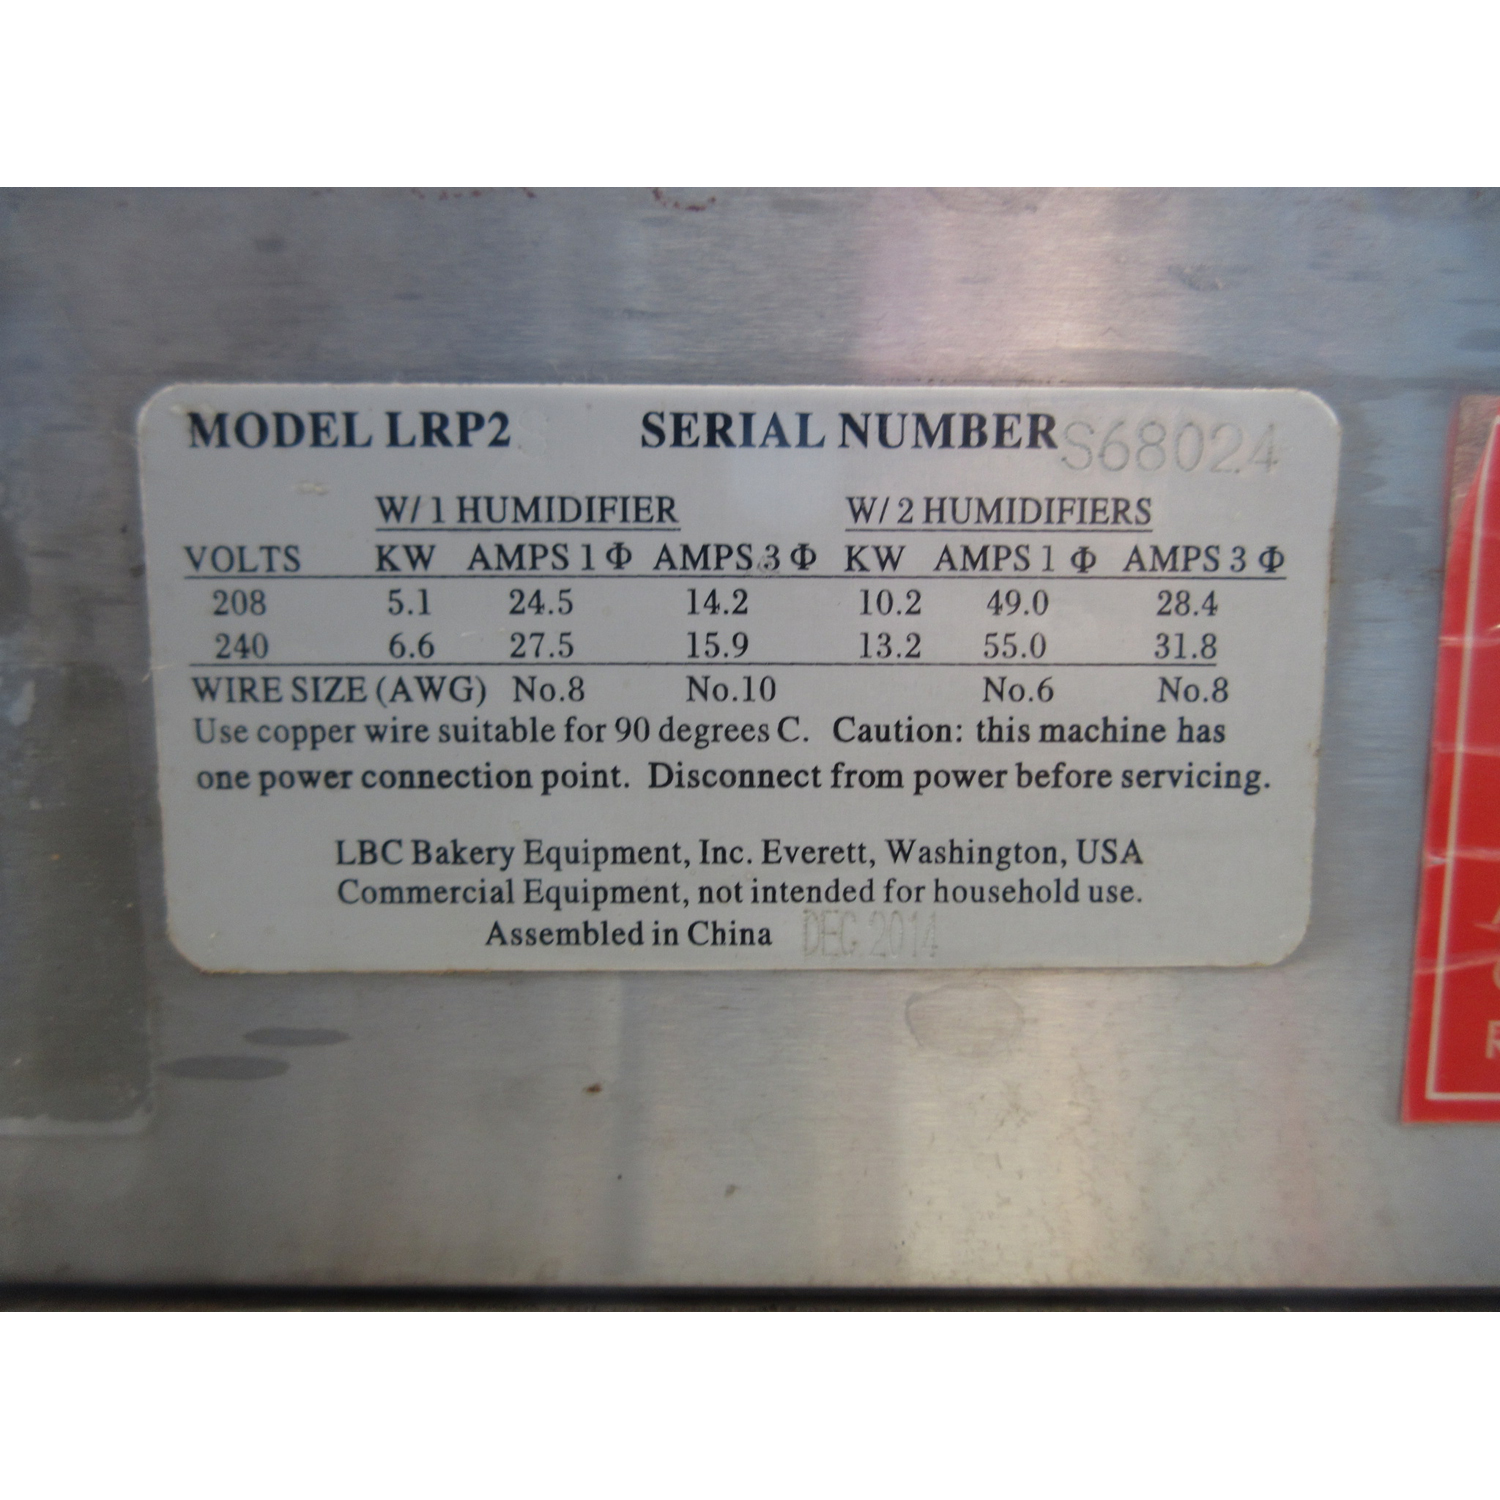 MODEL LRP2 S SERIAL NUMBER S68024
W/ 1 HUMIDIFIER W/ 2 HUMIDIFIERS
VOLTS KW AMPS 1 Φ AMPS 3 Φ KW AMPS 1 Φ AMPS 3 Φ
208 5.1 24.5 14.2 10.2 49.0 28.4
240 6.6 27.5 15.9 13.2 55.0 31.8
WIRE SIZE (AWG) No.8 No.10 No.6 No.8
Use copper wire suitable for 90 degrees C. Caution: this machine has
one power connection point. Disconnect from power before servicing.
LBC Bakery Equipment, Inc. Everett, Washington, USA
Commercial Equipment, not intended for household use.
Assembled in China DEC 2014